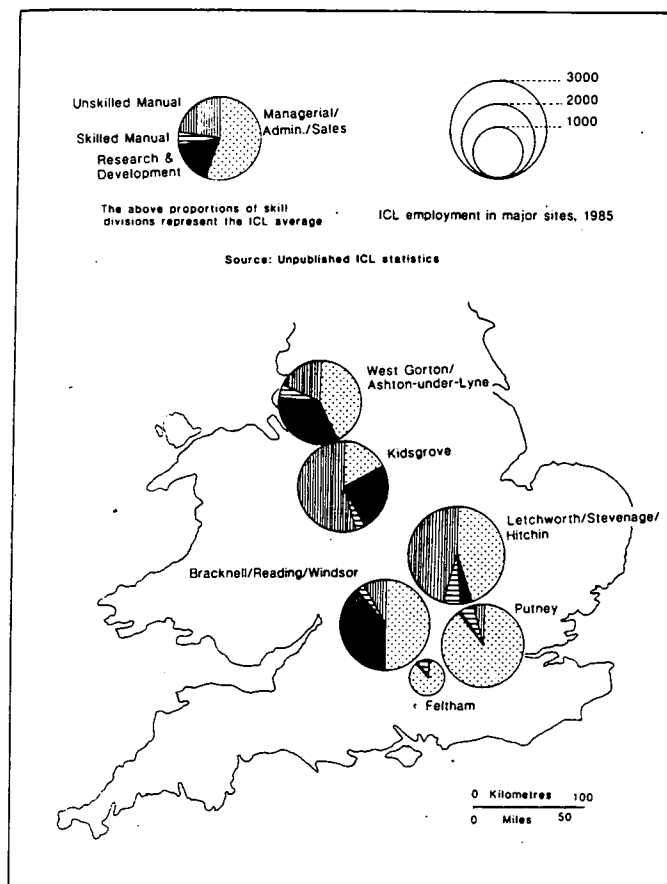 3000
2000
1000
Unskilled Manual
Managerial/
Admin./Sales
Skilled Manual
Research &
Development
The above proportions of skill
divisions represent the ICL average
ICL employment in major sites, 1985
Source: Unpublished ICL statistics
West Gorton/
Ashton-under-Lyne
Kidsgrove
Letchworth/Stevenage/
Hitchin
Bracknell/Reading/Windsor
Putney
Feltham
0 Kilometres 100
0 Miles 50